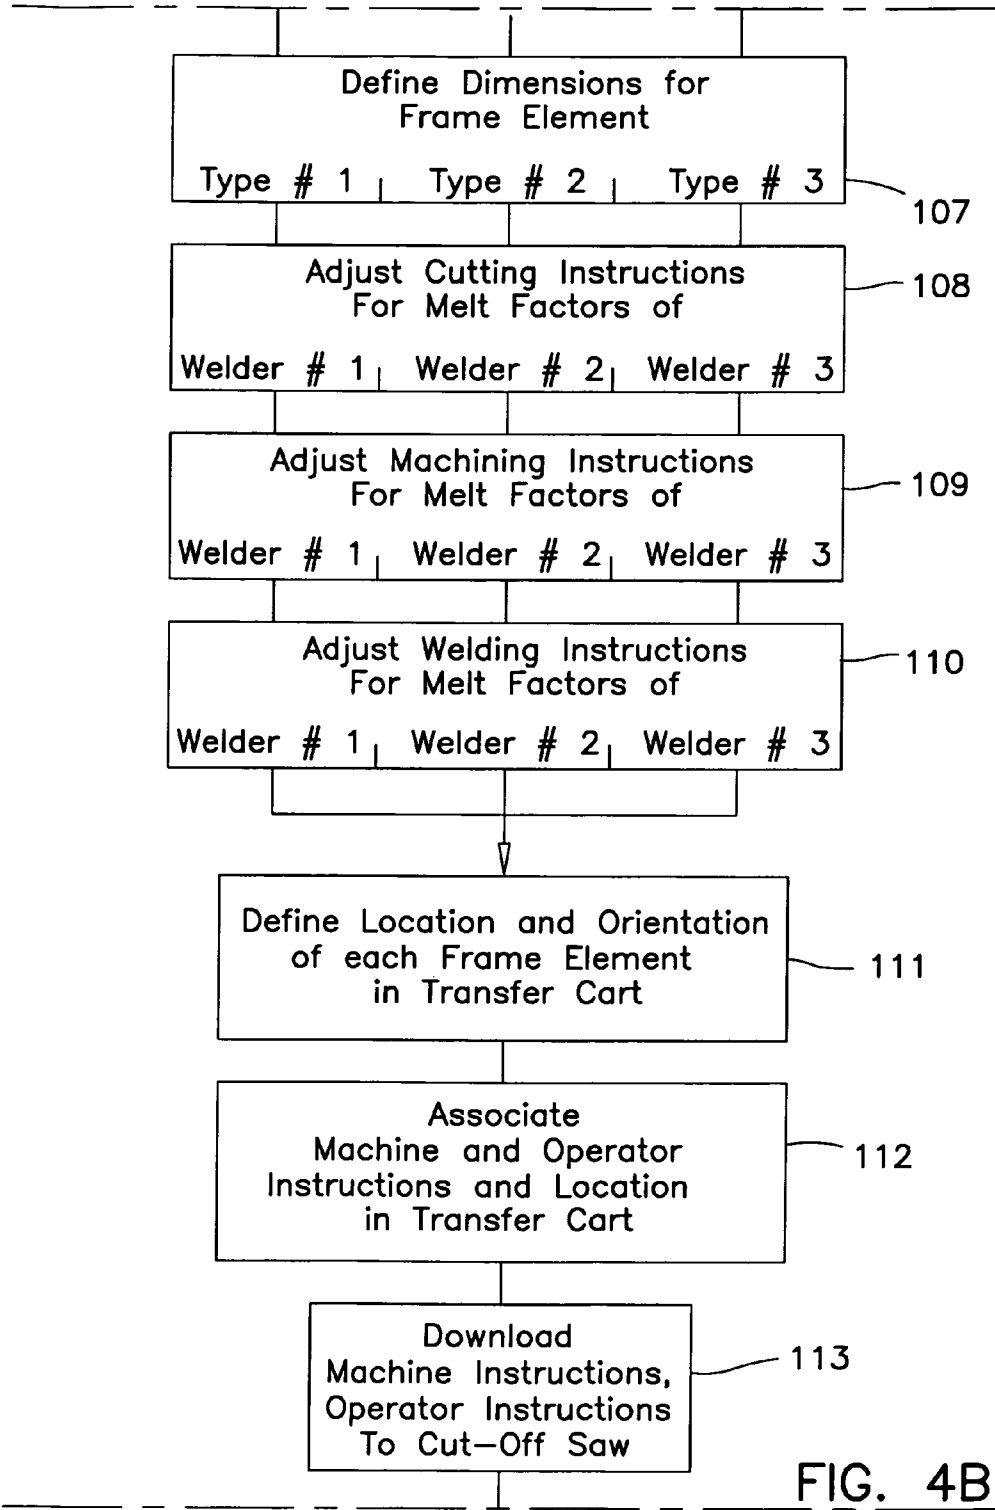 Define Dimensions for
Frame Element
Type # 1 Type # 2 Type # 3
107
Adjust Cutting Instructions
For Melt Factors of
Welder # 1 Welder # 2 Welder # 3
108
Adjust Machining Instructions
For Melt Factors of
Welder # 1 Welder # 2 Welder # 3
109
Adjust Welding Instructions
For Melt Factors of
Welder # 1 Welder # 2 Welder # 3
110
Define Location and Orientation
of each Frame Element
in Transfer Cart
111
Associate
Machine and Operator
Instructions and Location
in Transfer Cart
112
Download
Machine Instructions,
Operator Instructions
To Cut-Off Saw
113
FIG. 4B